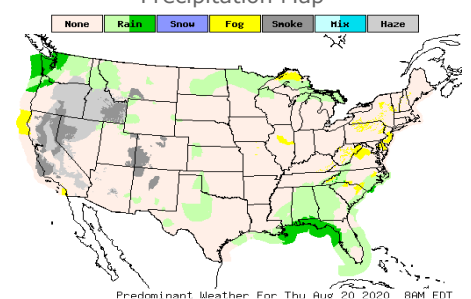 Precipitation Map
None Rain Snow Fog Smoke Mix Haze
Predominant Weather For Thu Aug 20 2020 8AM EDT